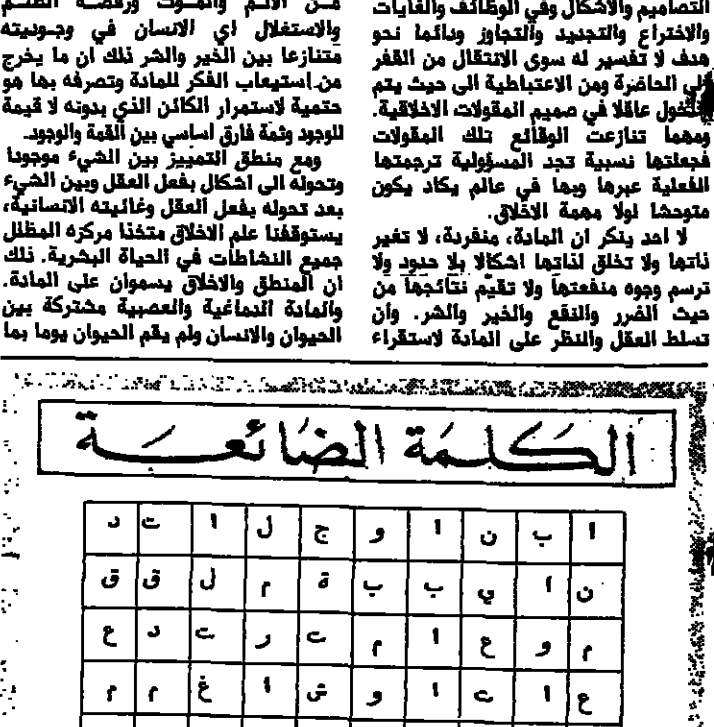 التصاميم والاشكال وفي الوظائف والغايات
والاختراع والتجديد والتجاوز ودائما نحو
هدف لا تفسير له سوى الانتقال من القفر
الى الحاضرة ومن الاعتباطية الى حيث يتم
الدخول عاقلا في صميم المقولات الاخلاقية.
ومهما تنازعت الوقائع تلك المقولات
فجعلتها نسبية تجد المسؤولية ترجمتها
الفعلية عبرها وبها في عالم يكاد يكون
متوحشا لولا مهمة الاخلاق.
لا احد ينكر ان المادة، منفردة، لا تغير
ذاتها ولا تخلق لذاتها اشكالا بلا حدود ولا
ترسم وجوه منفعتها ولا تقيّم نتائجها من
حيث الضرر والنفع والخير والشر. وان
تسلط العقل والنظر على المادة لاستقراء
من الالم والموت ورفضه الظلم
والاستغلال اي الانسان في وجوديته
متنازعا بين الخير والشر ذلك ان ما يخرج
من استيعاب الفكر للمادة وتصرفه بها هو
حتمية لاستمرار الكائن الذي بدونه لا قيمة
للوجود وثمة فارق اساسي بين القمة والوجود.
ومع منطق التمييز بين الشيء موجودا
وتحوله الى اشكال بفعل العقل وبين الشيء
بعد تحوله بفعل العقل وغائيته الانسانية،
يستوقفنا علم الاخلاق متخذا مركزه المظلل
جميع النشاطات في الحياة البشرية. ذلك
ان المنطق والاخلاق يسموان على المادة.
والمادة الدماغية والعصبية مشتركة بين
الحيوان والانسان ولم يقم الحيوان يوما بما
الكلمة الضائعة
ا ب ن ا و ج ل ا ت د
ن ا ي ب ب ة م ل ق ق
م و ع ا م ت ر ت د ع
ع ا ت ا و ش ا غ م م